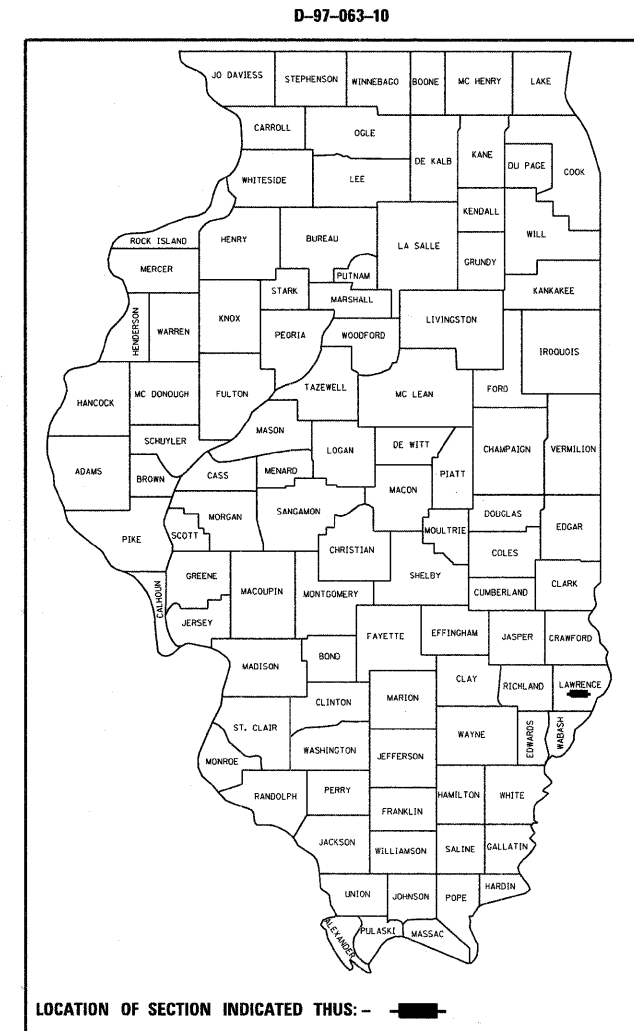 D-97-063-10
JO DAVIESS
STEPHENSON
WINNEBAGO
BOONE
MC HENRY
LAKE
CARROLL
OGLE
DE KALB
KANE
DU PAGE
COOK
WHITESIDE
LEE
KENDALL
WILL
ROCK ISLAND
HENRY
BUREAU
LA SALLE
GRUNDY
MERCER
PUTNAM
KANKAKEE
STARK
MARSHALL
HENDERSON
WARREN
KNOX
PEORIA
WOODFORD
LIVINGSTON
IROQUOIS
HANCOCK
MC DONOUGH
FULTON
TAZEWELL
MC LEAN
FORD
MASON
SCHUYLER
LOGAN
DE WITT
CHAMPAIGN
VERMILION
ADAMS
BROWN
CASS
MENARD
PIATT
MACON
MORGAN
SANGAMON
DOUGLAS
EDGAR
PIKE
SCOTT
CHRISTIAN
MOULTRIE
COLES
GREENE
MACOUPIN
MONTGOMERY
SHELBY
CUMBERLAND
CLARK
CALHOUN
JERSEY
FAYETTE
EFFINGHAM
JASPER
CRAWFORD
MADISON
BOND
CLAY
RICHLAND
LAWRENCE
CLINTON
MARION
ST. CLAIR
WAYNE
EDWARDS
WABASH
WASHINGTON
JEFFERSON
MONROE
RANDOLPH
PERRY
HAMILTON
WHITE
FRANKLIN
JACKSON
WILLIAMSON
SALINE
GALLATIN
UNION
JOHNSON
POPE
HARDIN
ALEXANDER
PULASKI
MASSAC
LOCATION OF SECTION INDICATED THUS: -